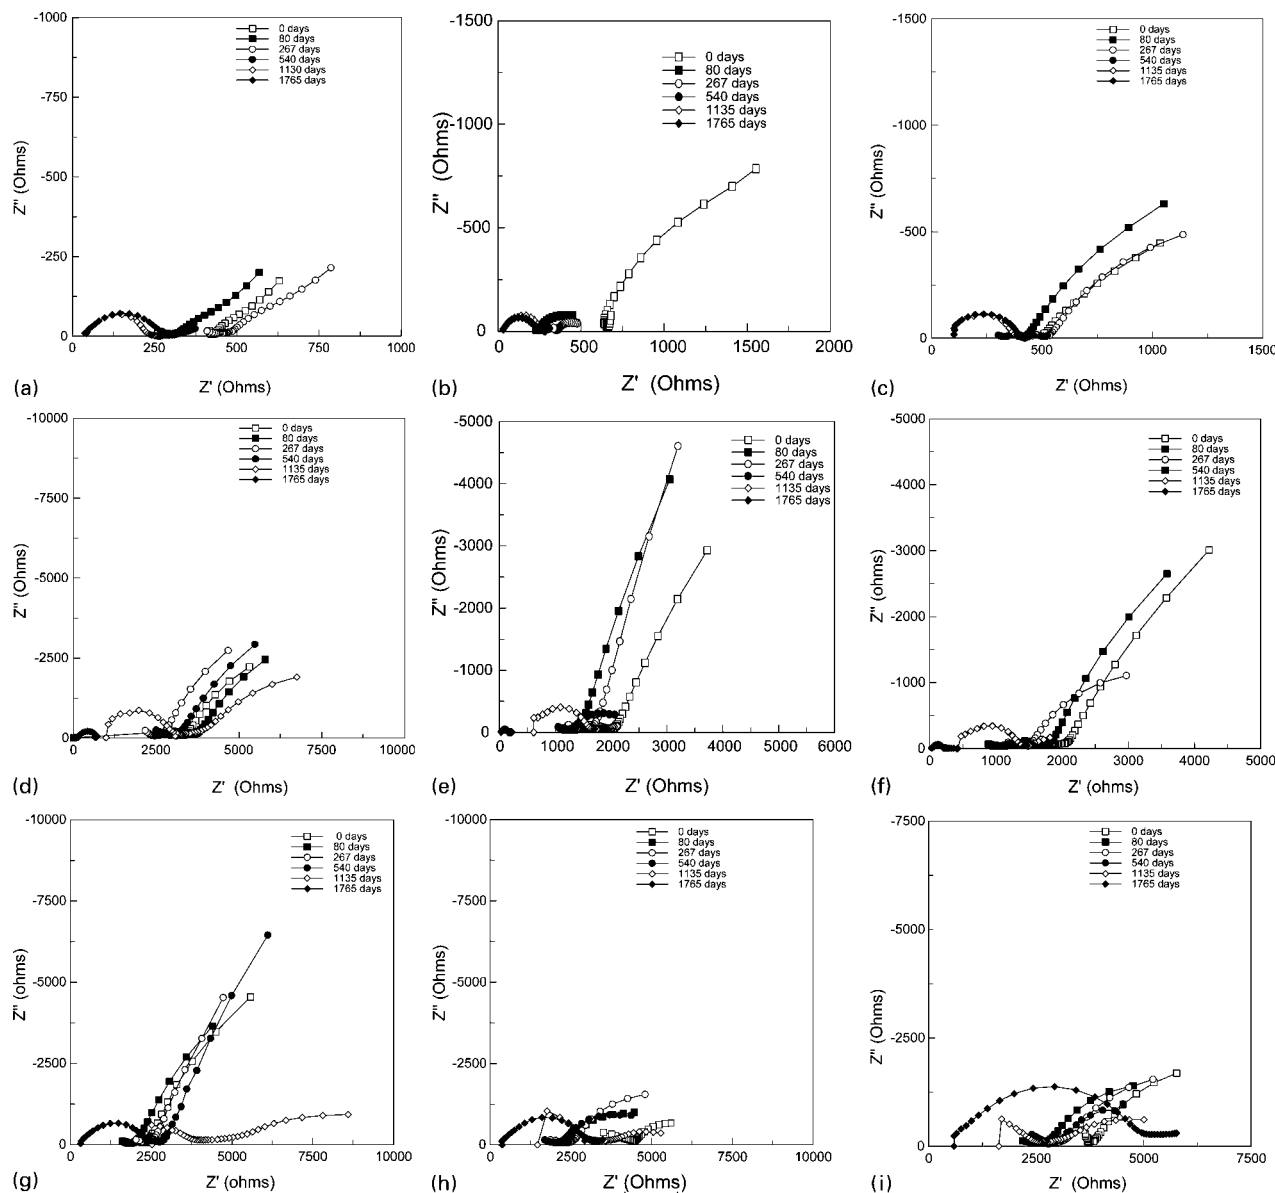 -1000
-750
-500
-250
0
Z" (Ohms)
0 days
80 days
267 days
540 days
1130 days
1765 days
0 250 500 750 1000
Z' (Ohms)
(a)
-1500
-1000
-500
0
Z" (Ohms)
0 days
80 days
267 days
540 days
1135 days
1765 days
0 500 1000 1500 2000
Z' (Ohms)
(b)
-1500
-1000
-500
0
Z" (Ohms)
0 days
80 days
267 days
540 days
1135 days
1765 days
0 500 1000 1500
Z' (Ohms)
(c)
-10000
-7500
-5000
-2500
0
Z" (Ohms)
0 days
80 days
267 days
540 days
1135 days
1765 days
0 2500 5000 7500 10000
Z' (Ohms)
(d)
-5000
-4000
-3000
-2000
-1000
0
Z" (Ohms)
0 days
80 days
267 days
540 days
1135 days
1765 days
0 1000 2000 3000 4000 5000 6000
Z' (Ohms)
(e)
-5000
-4000
-3000
-2000
-1000
0
Z" (ohms)
0 days
80 days
267 days
540 days
1135 days
1765 days
0 1000 2000 3000 4000 5000
Z' (ohms)
(f)
-10000
-7500
-5000
-2500
0
Z" (ohms)
0 days
80 days
267 days
540 days
1135 days
1765 days
0 2500 5000 7500 10000
Z' (ohms)
(g)
-10000
-7500
-5000
-2500
0
Z" (Ohms)
0 days
80 days
267 days
540 days
1135 days
1765 days
0 2500 5000 7500 10000
Z' (Ohms)
(h)
-7500
-5000
-2500
0
Z" (Ohms)
0 days
80 days
267 days
540 days
1135 days
1765 days
0 2500 5000 7500
Z' (Ohms)
(i)